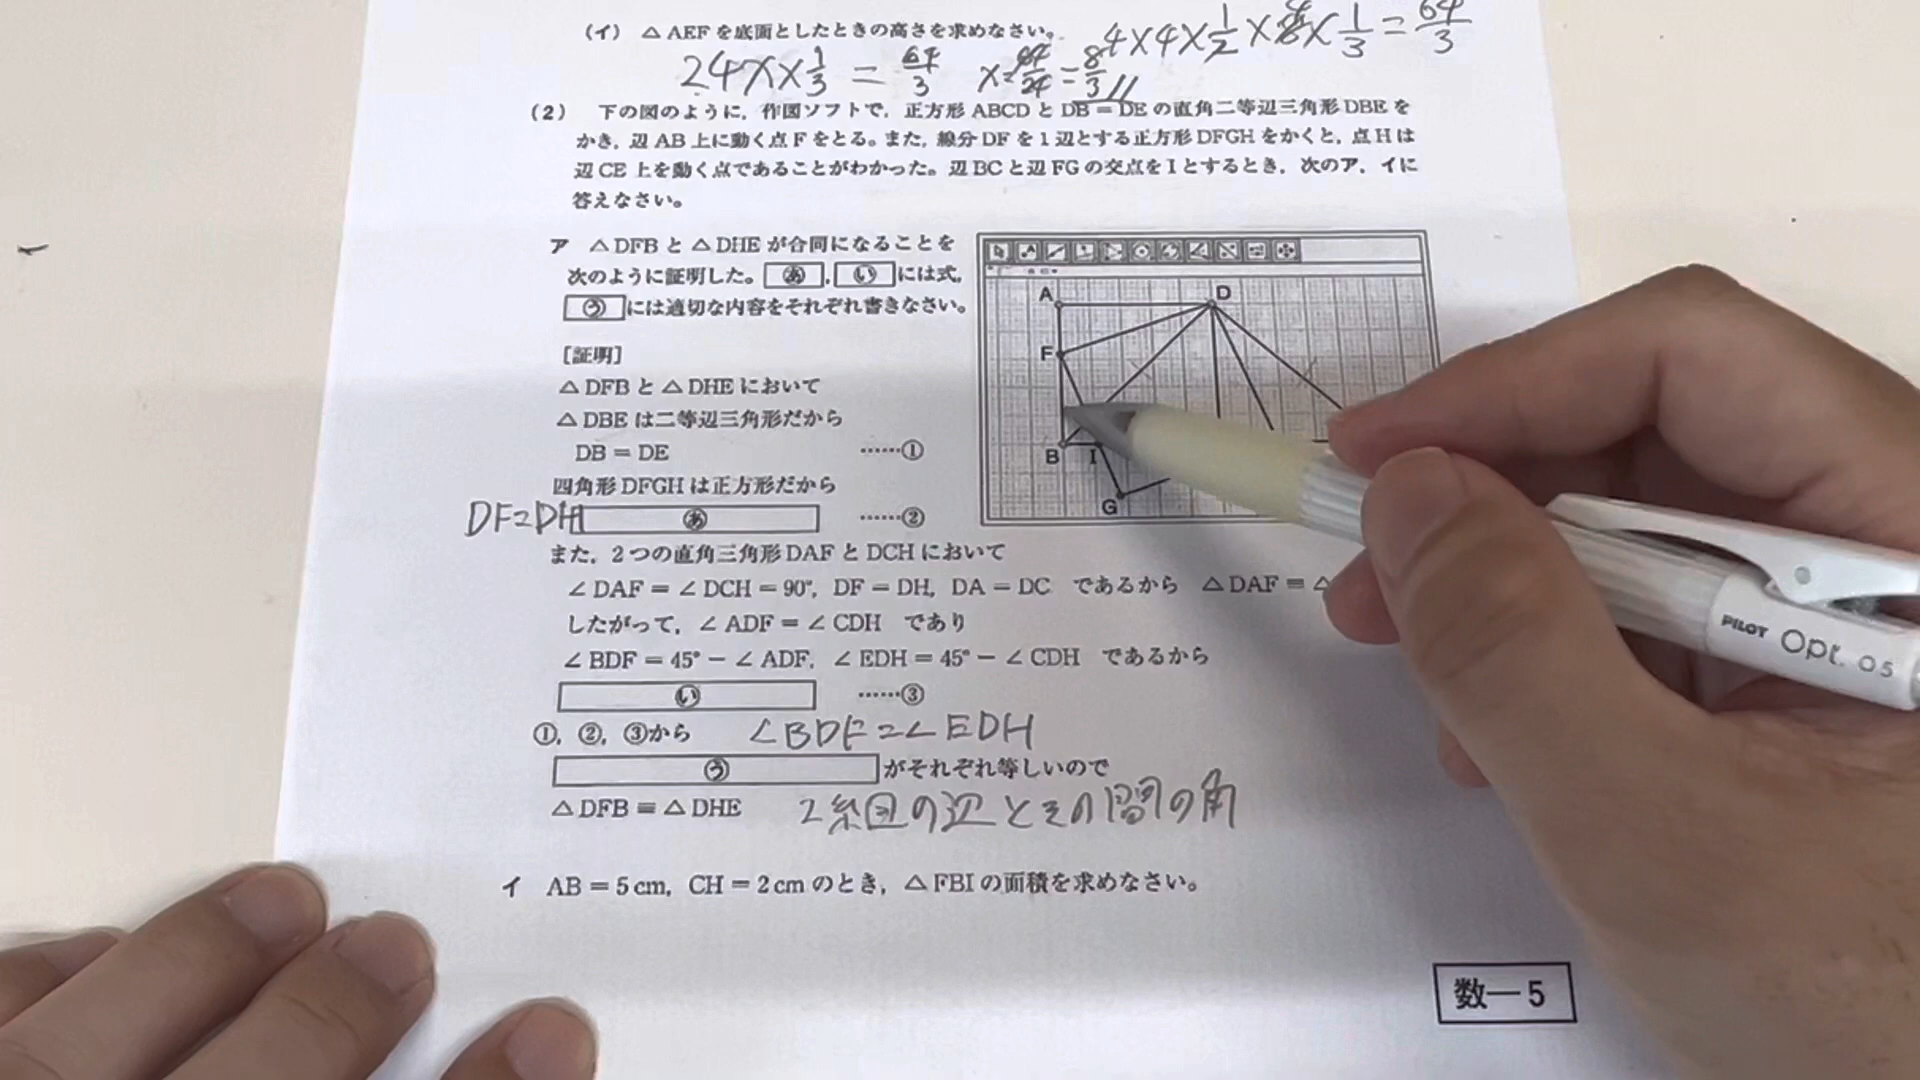 (イ) △AEFを底面としたときの高さを求めなさい。
4×4×1/2×8×1/3=64/3
24x×1/3=64/3 x=64/24=8/3
(2) 下の図のように，作図ソフトで，正方形ABCDとDB＝DEの直角二等辺三角形DBEを
かき，辺AB上に動く点Fをとる。また，線分DFを1辺とする正方形DFGHをかくと，点Hは
辺CE上を動く点であることがわかった。辺BCと辺FGの交点をIとするとき，次のア，イに
答えなさい。
ア △DFBと△DHEが合同になることを
次のように証明した。 あ ， い には式，
う には適切な内容をそれぞれ書きなさい。
A
D
F
B
I
G
［証明］
△DFBと△DHEにおいて
△DBEは二等辺三角形だから
DB＝DE ……①
四角形DFGHは正方形だから
DF=DH あ ……②
また，2つの直角三角形DAFとDCHにおいて
∠DAF＝∠DCH＝90°，DF＝DH，DA＝DC であるから △DAF≡△
したがって，∠ADF＝∠CDH であり
∠BDF＝45°－∠ADF，∠EDH＝45°－∠CDH であるから
い ……③
①，②，③から ∠BDF=∠EDH
う がそれぞれ等しいので
△DFB≡△DHE 2組の辺とその間の角
イ AB＝5cm，CH＝2cmのとき，△FBIの面積を求めなさい。
数―5
PILOT Opt. 05